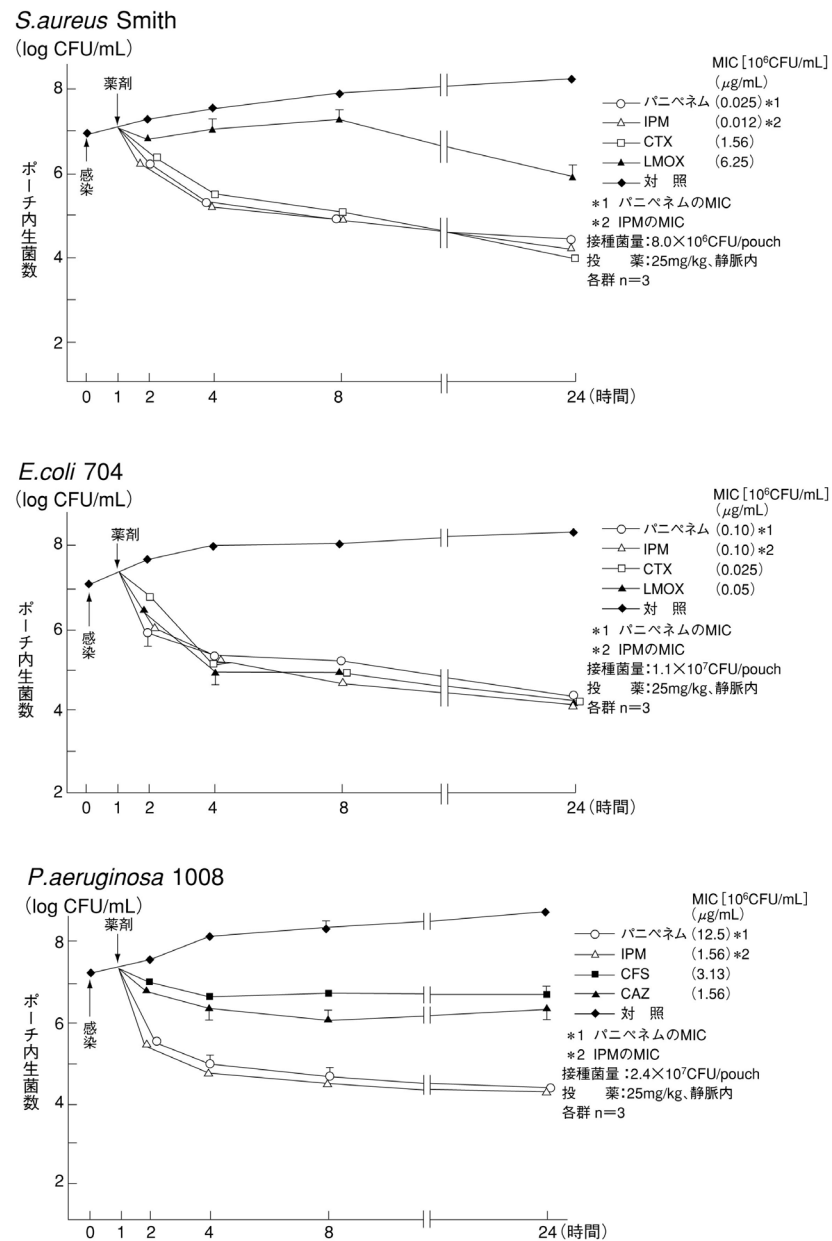 S.aureus Smith
(log CFU/mL)
MIC [10⁶CFU/mL]
(μg/mL)
薬剤
8
6
4
2
感染
ポーチ内生菌数
パニペネム (0.025)*1
IPM (0.012)*2
CTX (1.56)
LMOX (6.25)
対 照
*1 パニペネムのMIC
*2 IPMのMIC
接種菌量:8.0×10⁶CFU/pouch
投 薬:25mg/kg、静脈内
各群 n=3
0 1 2 4 8 24(時間)
E.coli 704
(log CFU/mL)
MIC [10⁶CFU/mL]
(μg/mL)
薬剤
8
6
4
2
感染
ポーチ内生菌数
パニペネム (0.10)*1
IPM (0.10)*2
CTX (0.025)
LMOX (0.05)
対 照
*1 パニペネムのMIC
*2 IPMのMIC
接種菌量:1.1×10⁷CFU/pouch
投 薬:25mg/kg、静脈内
各群 n=3
0 1 2 4 8 24(時間)
P.aeruginosa 1008
(log CFU/mL)
MIC [10⁶CFU/mL]
(μg/mL)
薬剤
8
6
4
2
感染
ポーチ内生菌数
パニペネム (12.5)*1
IPM (1.56)*2
CFS (3.13)
CAZ (1.56)
対 照
*1 パニペネムのMIC
*2 IPMのMIC
接種菌量:2.4×10⁷CFU/pouch
投 薬:25mg/kg、静脈内
各群 n=3
0 1 2 4 8 24(時間)